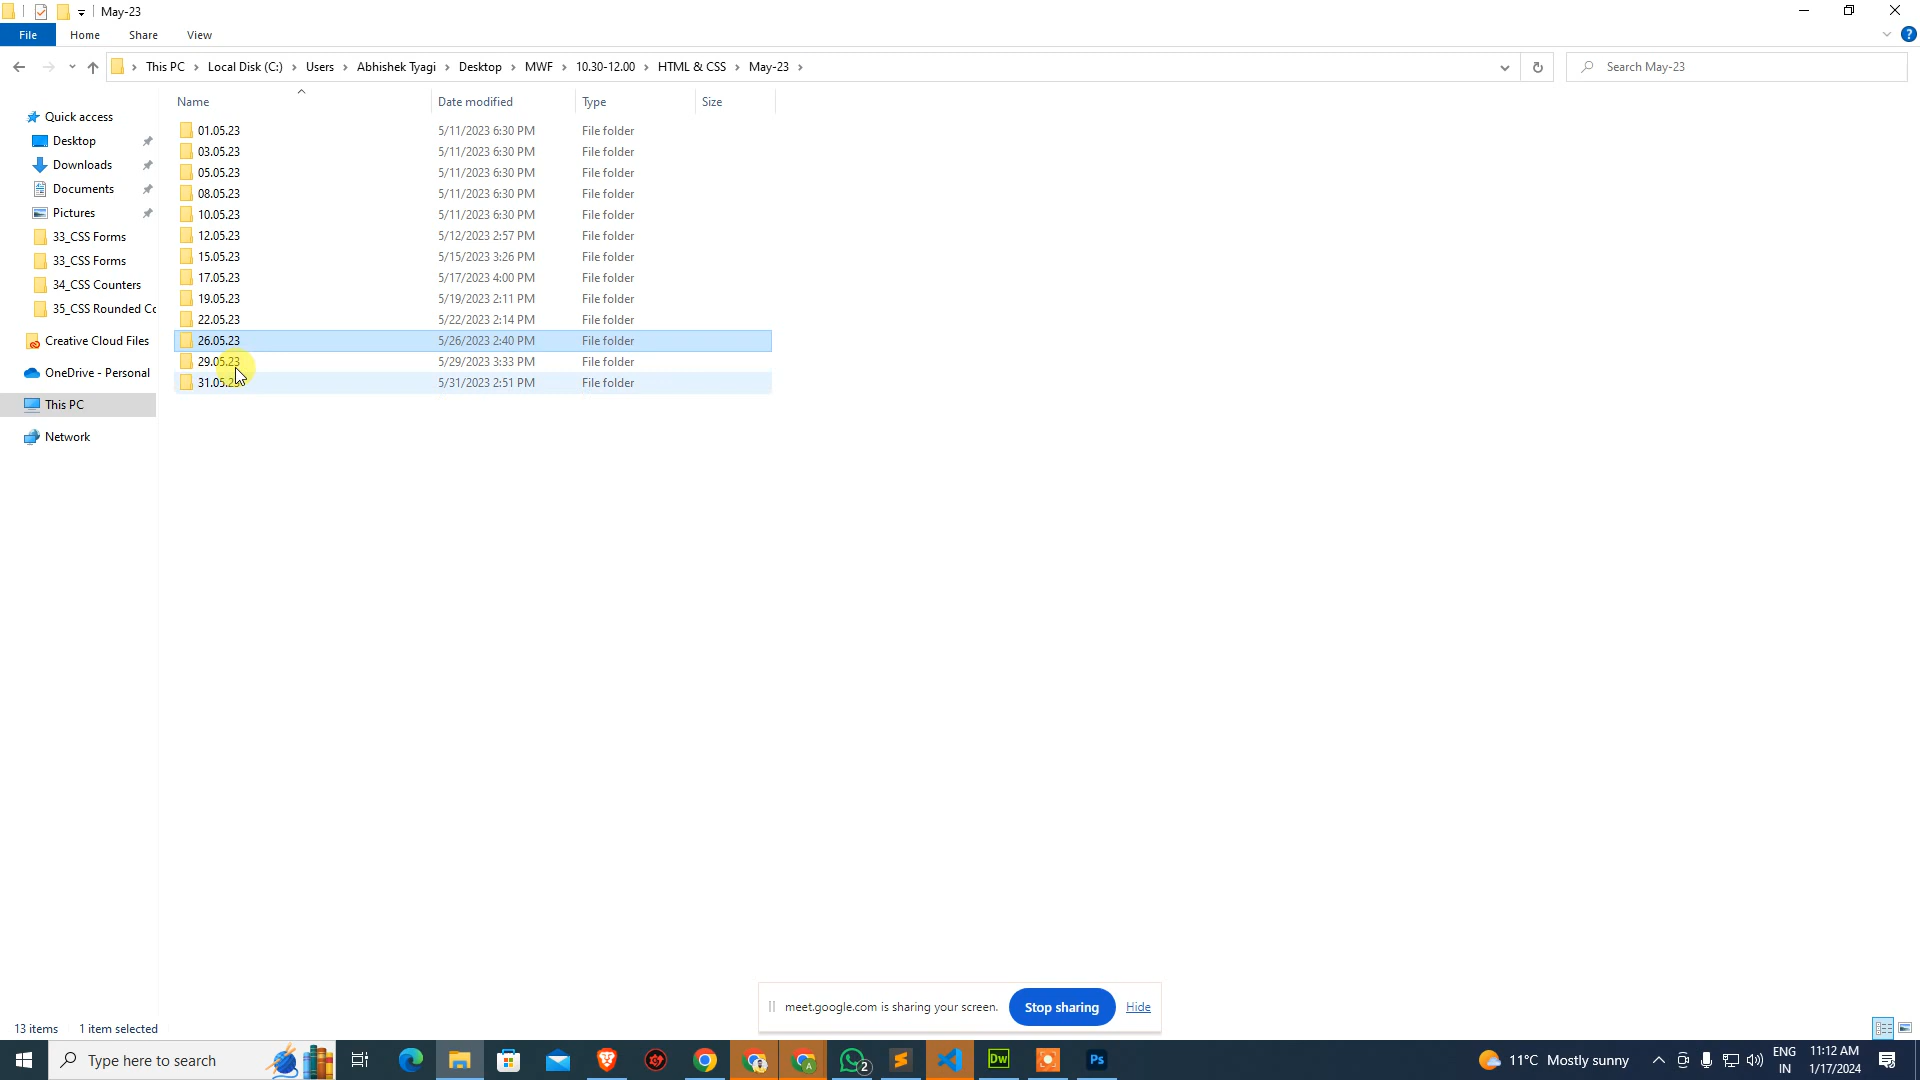 May-23
File Home Share View
This PC Local Disk (C:) Users Abhishek Tyagi Desktop MWF 10.30-12.00 HTML & CSS May-23
Search May-23
Name Date modified Type Size
Quick access
Desktop
Downloads
Documents
Pictures
33_CSS Forms
33_CSS Forms
34_CSS Counters
35_CSS Rounded Co
Creative Cloud Files
OneDrive - Personal
This PC
Network
01.05.23 5/11/2023 6:30 PM File folder
03.05.23 5/11/2023 6:30 PM File folder
05.05.23 5/11/2023 6:30 PM File folder
08.05.23 5/11/2023 6:30 PM File folder
10.05.23 5/11/2023 6:30 PM File folder
12.05.23 5/12/2023 2:57 PM File folder
15.05.23 5/15/2023 3:26 PM File folder
17.05.23 5/17/2023 4:00 PM File folder
19.05.23 5/19/2023 2:11 PM File folder
22.05.23 5/22/2023 2:14 PM File folder
26.05.23 5/26/2023 2:40 PM File folder
29.05.23 5/29/2023 3:33 PM File folder
31.05.23 5/31/2023 2:51 PM File folder
meet.google.com is sharing your screen. Stop sharing Hide
13 items 1 item selected
Type here to search
2
Dw
Ps
11°C Mostly sunny
ENG
IN
11:12 AM
1/17/2024